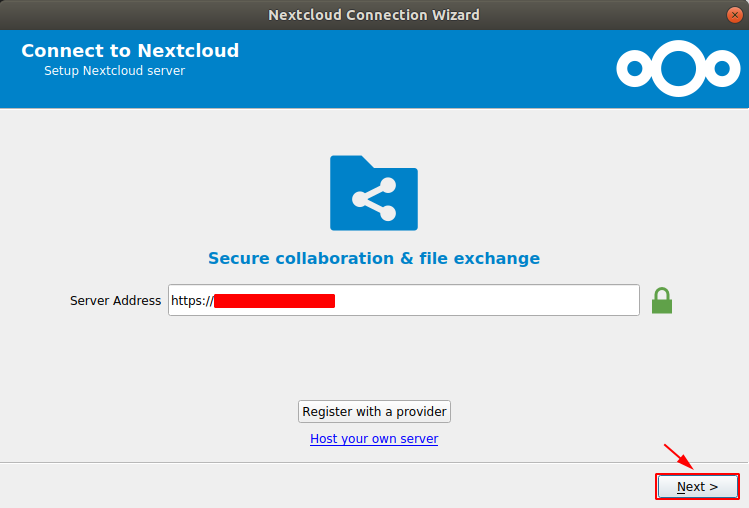 Nextcloud Connection Wizard
Connect to Nextcloud
Setup Nextcloud server
Secure collaboration & file exchange
Server Address https://
Register with a provider
Host your own server
Next >